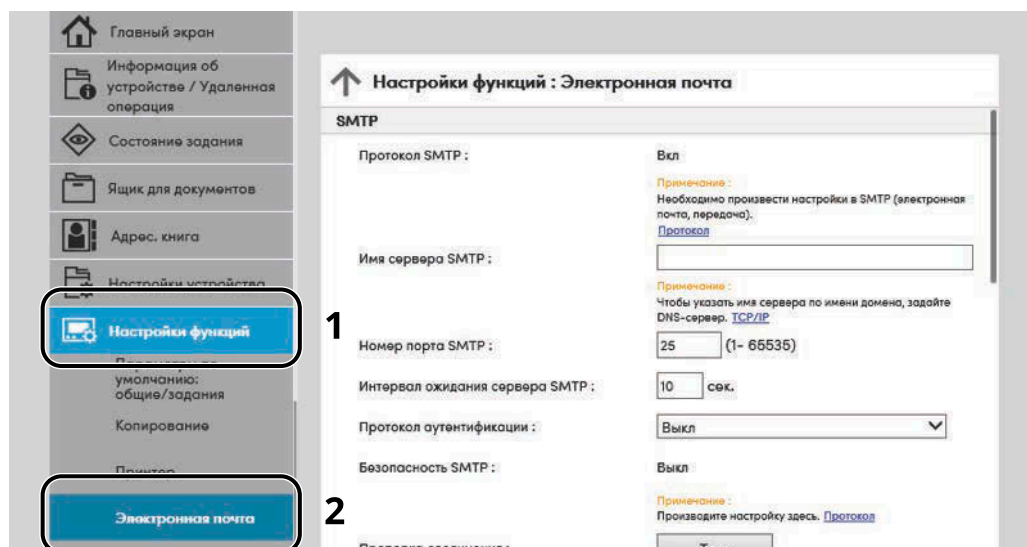 Главный экран
Информация об
устройстве / Удаленная
операция
Состояние задания
Ящик для документов
Адрес. книга
Настройки устройства
Настройки функций
1
умолчанию:
общие/задания
Копирование
Принтер
Электронная почта
2
Настройки функций : Электронная почта
SMTP
Протокол SMTP :
Вкл
Примечание :
Необходимо произвести настройки в SMTP (электронная
почта, передача).
Протокол
Имя сервера SMTP :
Примечание :
Чтобы указать имя сервера по имени домена, задайте
DNS-сервер. TCP/IP
Номер порта SMTP :
25 (1- 65535)
Интервал ожидания сервера SMTP :
10 сек.
Протокол аутентификации :
Выкл
Безопасность SMTP :
Выкл
Примечание :
Производите настройку здесь. Протокол